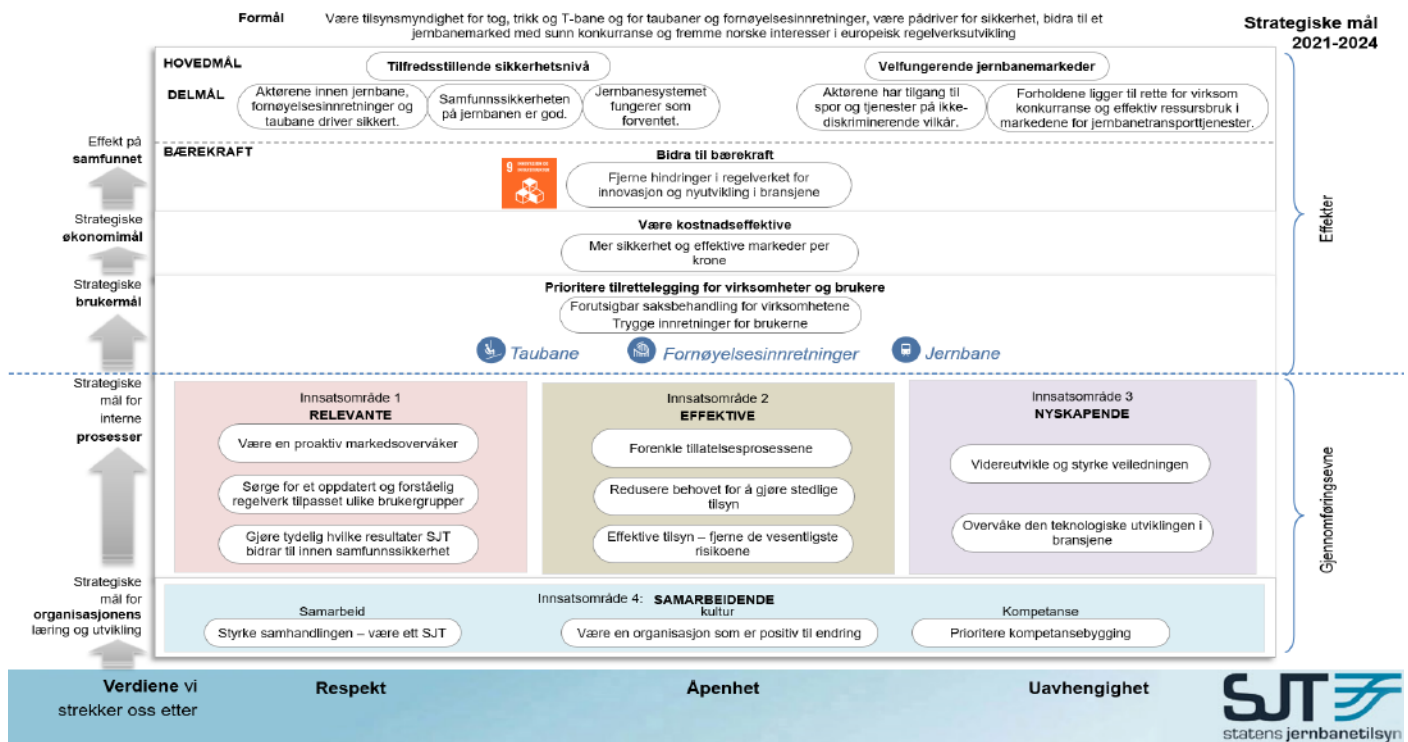 Formål Være tilsynsmyndighet for tog, trikk og T-bane og for taubaner og fornøyelsesinnretninger, være pådriver for sikkerhet, bidra til et
jernbanemarked med sunn konkurranse og fremme norske interesser i europeisk regelverksutvikling
Strategiske mål
2021-2024
HOVEDMÅL
Tilfredsstillende sikkerhetsnivå
Velfungerende jernbanemarkeder
DELMÅL
Aktørene innen jernbane,
fornøyelsesinnretninger og
taubane driver sikkert.
Samfunnssikkerheten
på jernbanen er god.
Jernbanesystemet
fungerer som
forventet.
Aktørene har tilgang til
spor og tjenester på ikke-
diskriminerende vilkår.
Forholdene ligger til rette for virksom
konkurranse og effektiv ressursbruk i
markedene for jernbanetransporttjenester.
Effekt på
samfunnet
BÆREKRAFT
Bidra til bærekraft
9
Fjerne hindringer i regelverket for
innovasjon og nyutvikling i bransjene
Strategiske
økonomimål
Være kostnadseffektive
Mer sikkerhet og effektive markeder per
krone
Strategiske
brukermål
Prioritere tilrettelegging for virksomheter og brukere
Forutsigbar saksbehandling for virksomhetene
Trygge innretninger for brukerne
Taubane
Fornøyelsesinnretninger
Jernbane
Effekter
Strategiske
mål for
interne
prosesser
Innsatsområde 1
RELEVANTE
Være en proaktiv markedsovervåker
Sørge for et oppdatert og forståelig
regelverk tilpasset ulike brukergrupper
Gjøre tydelig hvilke resultater SJT
bidrar til innen samfunnssikkerhet
Innsatsområde 2
EFFEKTIVE
Forenkle tillatelsesprosessene
Redusere behovet for å gjøre stedlige
tilsyn
Effektive tilsyn – fjerne de vesentligste
risikoene
Innsatsområde 3
NYSKAPENDE
Videreutvikle og styrke veiledningen
Overvåke den teknologiske utviklingen i
bransjene
Gjennomføringsevne
Strategiske
mål for
organisasjonens
læring og utvikling
Innsatsområde 4: SAMARBEIDENDE
Samarbeid
Styrke samhandlingen – være ett SJT
kultur
Være en organisasjon som er positiv til endring
Kompetanse
Prioritere kompetansebygging
Verdiene vi
strekker oss etter
Respekt
Åpenhet
Uavhengighet
SJT
statens jernbanetilsyn